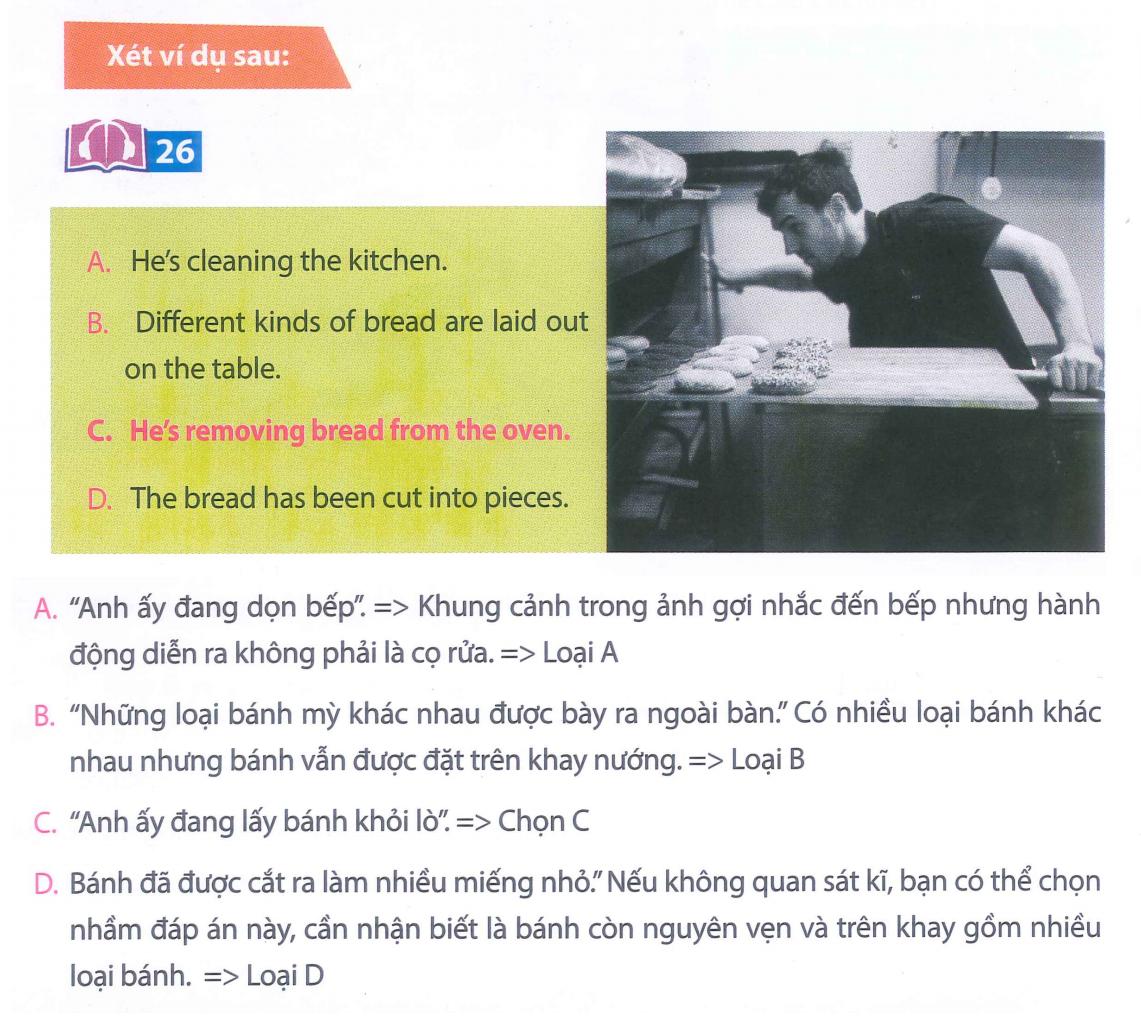 Xét ví dụ sau:
26
A. He's cleaning the kitchen.
B. Different kinds of bread are laid out
on the table.
C. He's removing bread from the oven.
D. The bread has been cut into pieces.
A. “Anh ấy đang dọn bếp”. => Khung cảnh trong ảnh gợi nhắc đến bếp nhưng hành
động diễn ra không phải là cọ rửa. => Loại A
B. “Những loại bánh mỳ khác nhau được bày ra ngoài bàn.” Có nhiều loại bánh khác
nhau nhưng bánh vẫn được đặt trên khay nướng. => Loại B
C. “Anh ấy đang lấy bánh khỏi lò”. => Chọn C
D. Bánh đã được cắt ra làm nhiều miếng nhỏ.” Nếu không quan sát kĩ, bạn có thể chọn
nhầm đáp án này, cần nhận biết là bánh còn nguyên vẹn và trên khay gồm nhiều
loại bánh. => Loại D